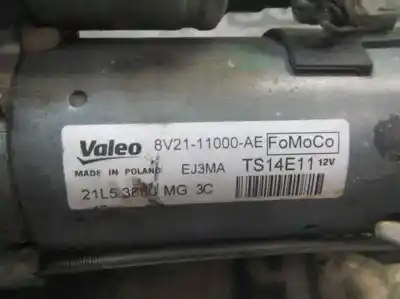 Valeo 8V21-11000-AE FoMoCo
MADE IN POLAND EJ3MA TS14E11 12V
21L5 MG 3C